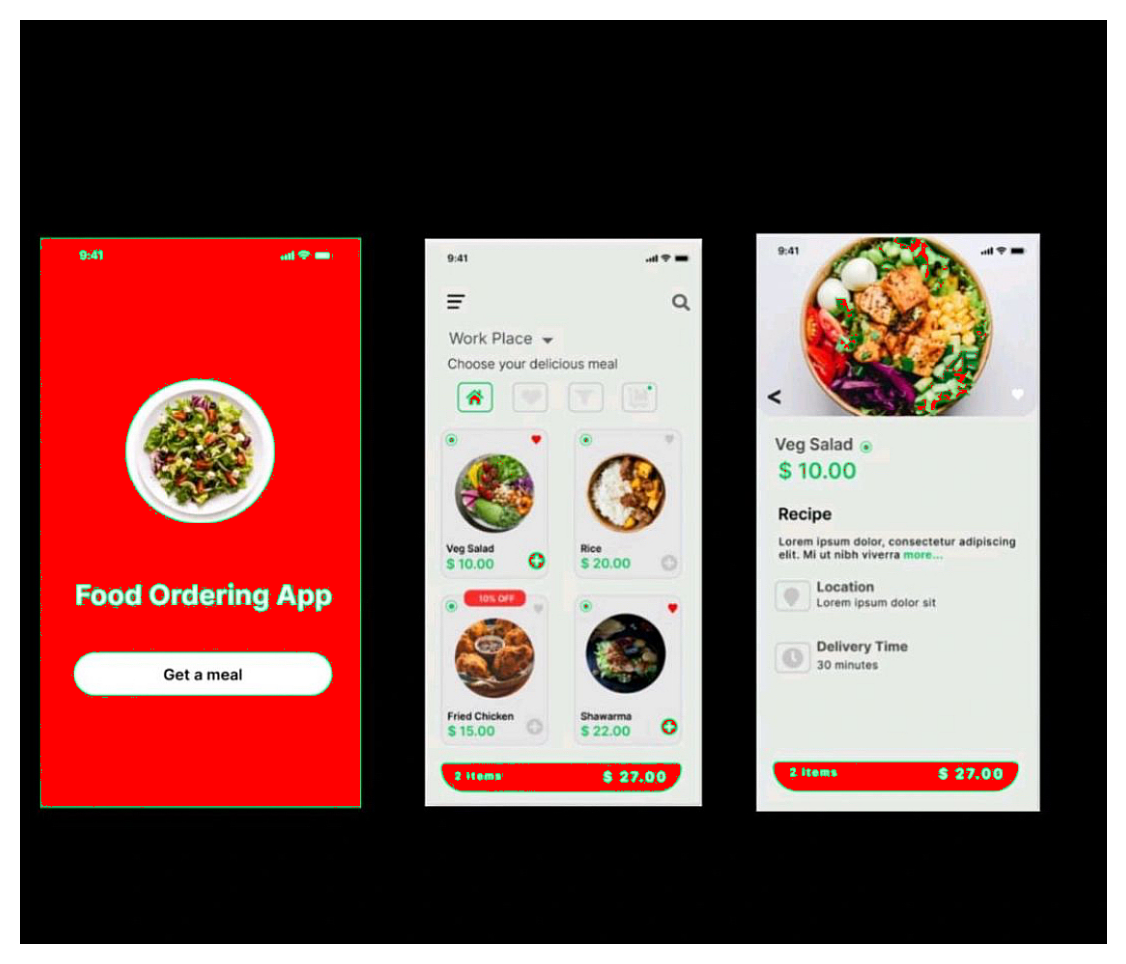 9:41
Food Ordering App
Get a meal
9:41
Work Place
Choose your delicious meal
Veg Salad
$ 10.00
Rice
$ 20.00
10% OFF
Fried Chicken
$ 15.00
Shawarma
$ 22.00
2 items
$ 27.00
9:41
Veg Salad
$ 10.00
Recipe
Lorem ipsum dolor, consectetur adipiscing
elit. Mi ut nibh viverra more...
Location
Lorem ipsum dolor sit
Delivery Time
30 minutes
2 items
$ 27.00